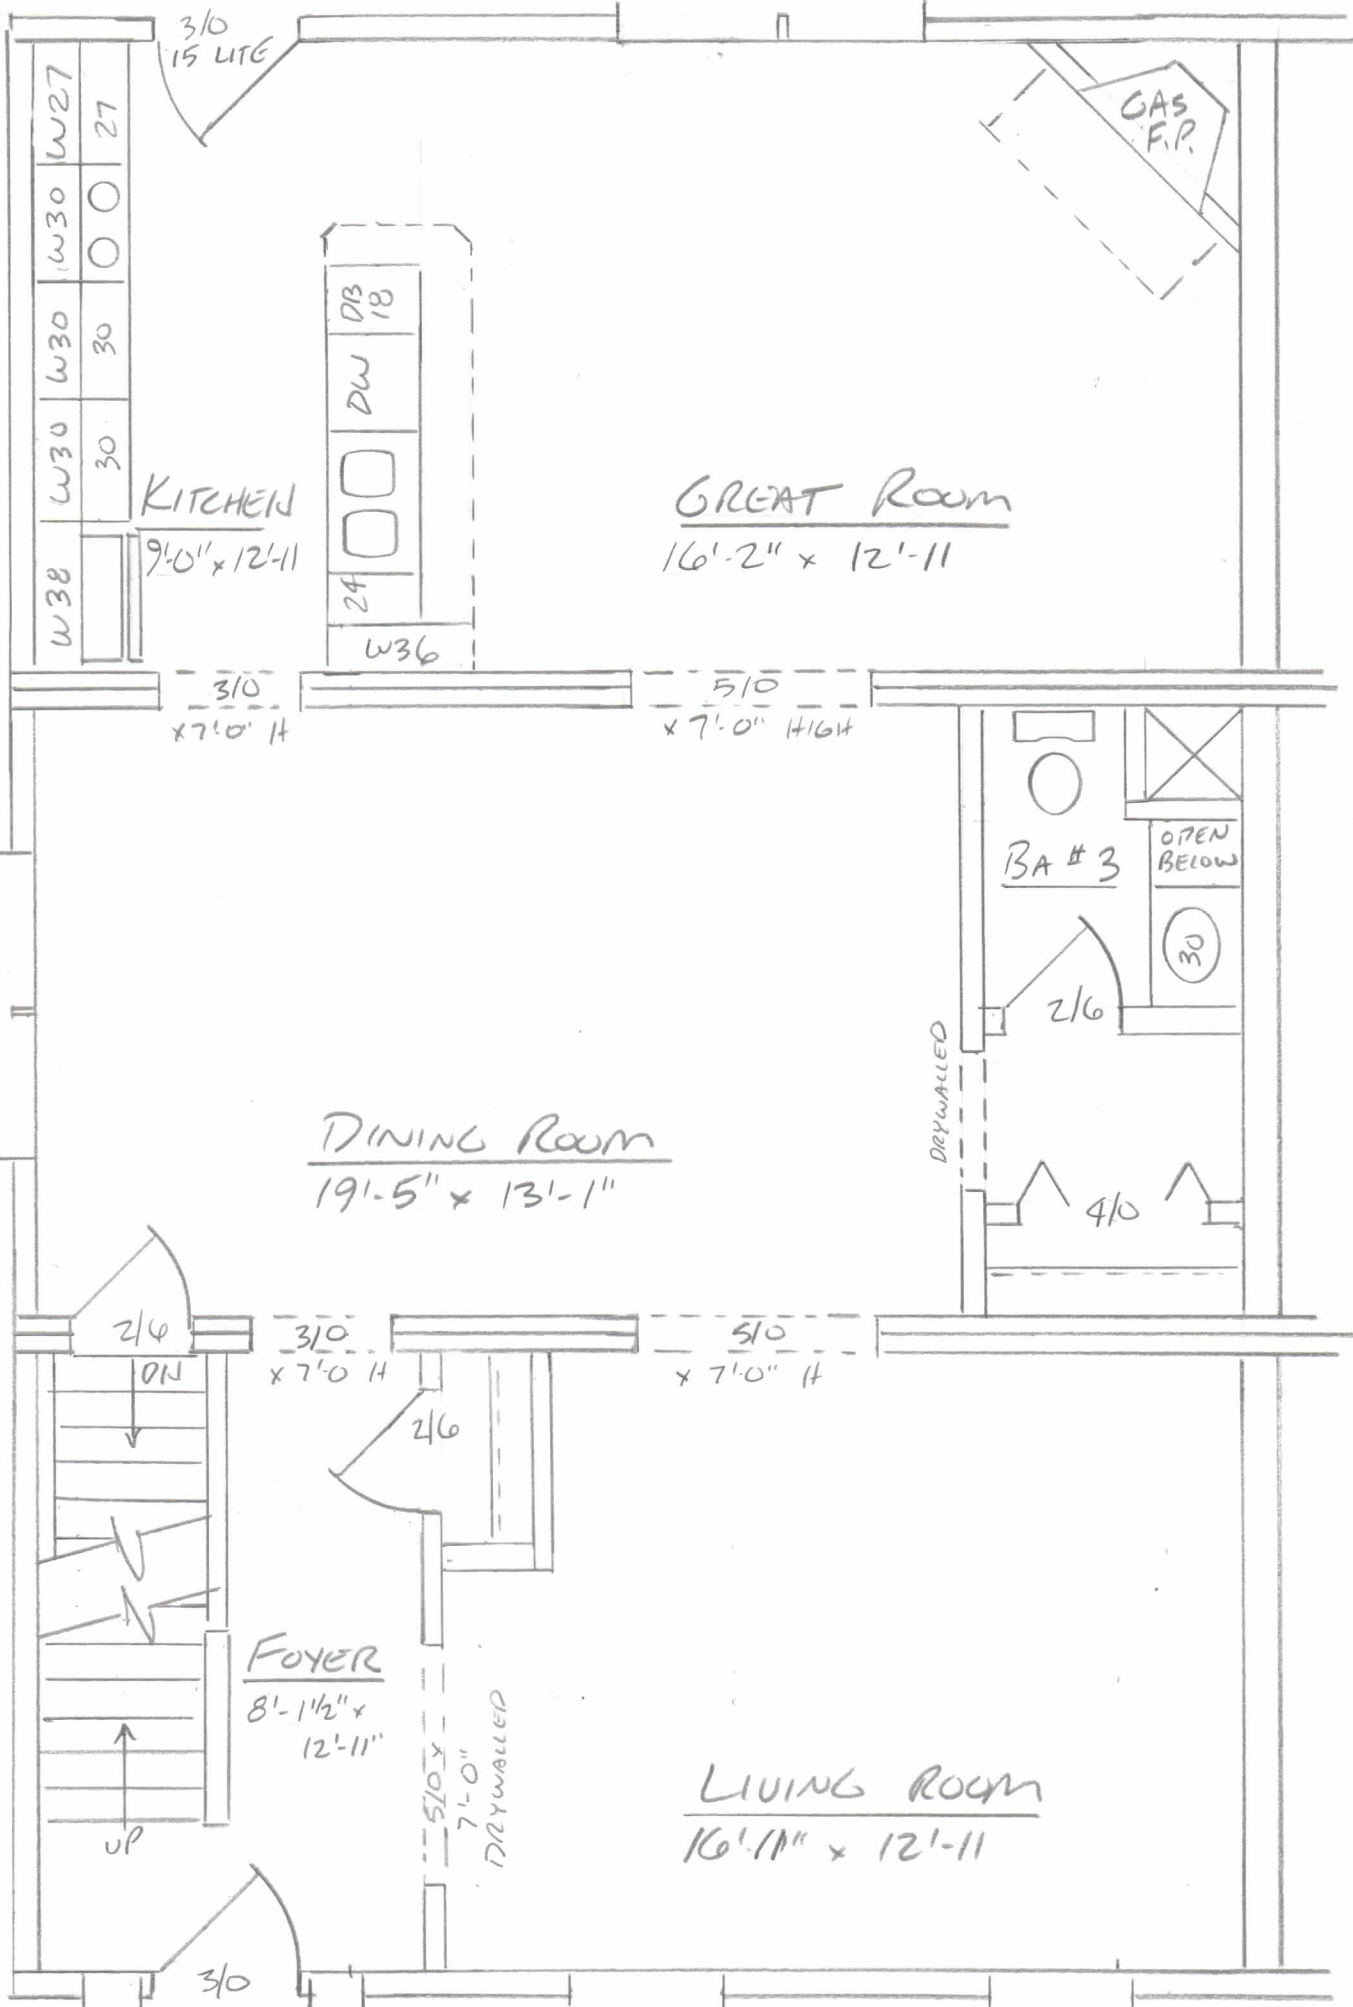 3/0
15 LITE
W27
27
GAS
F.P.
W30
W30
30
DB
18
DW
W30
30
KITCHEN
9'-0" x 12'-11
GREAT ROOM
16'-2" x 12'-11
W38
24
W36
3/0
x 7'-0" H
5/0
x 7'-0" HIGH
BA # 3
OPEN
BELOW
30
2/6
DRYWALLED
DINING ROOM
19'-5" x 13'-1"
4/0
2/6
DN
3/0
x 7'-0 H
5/0
x 7'-0" H
2/6
FOYER
8'-1½" x
12'-11"
5/0 x
7'-0"
DRYWALLED
LIVING ROOM
16'-11" x 12'-11
UP
3/0